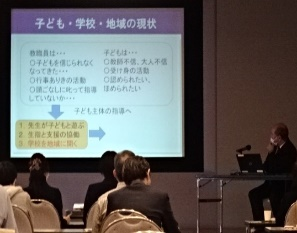 子ども・学校・地域の現状
教職員は・・・
○子どもを信じられなく
なってきた・・・
○行事ありきの活動
○頭ごなしに叱って指導
していないか・・・
子どもは・・・
○教師不信、大人不信
○受け身の活動
○認められたい、
ほめられたい
子ども主体の指導へ
1 先生が子どもと遊ぶ
2 生指と支援の協働
3 学校を地域に開く